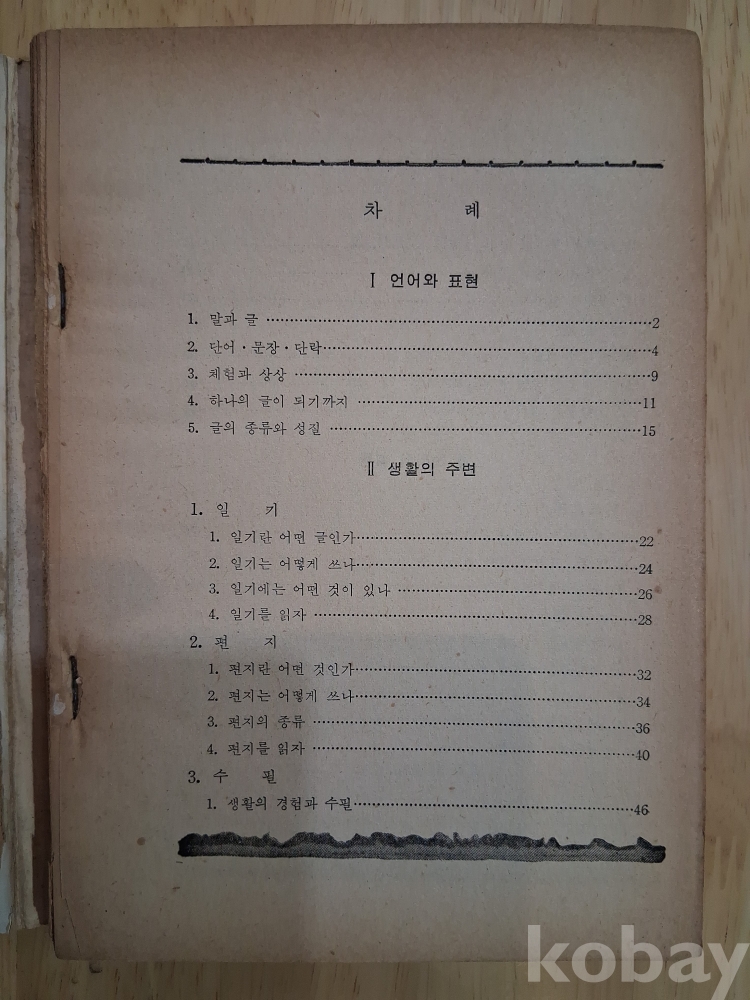 차 례
Ⅰ 언어와 표현
1. 말과 글 ……………………………………………2
2. 단어·문장·단락……………………………………4
3. 체험과 상상 ………………………………………9
4. 하나의 글이 되기까지 ……………………………11
5. 글의 종류와 성질 …………………………………15
Ⅱ 생활의 주변
1. 일 기
1. 일기란 어떤 글인가………………………………22
2. 일기는 어떻게 쓰나………………………………24
3. 일기에는 어떤 것이 있나 ………………………26
4. 일기를 읽자 ………………………………………28
2. 편 지
1. 편지란 어떤 것인가………………………………32
2. 편지는 어떻게 쓰나………………………………34
3. 편지의 종류 ………………………………………36
4. 편지를 읽자 ………………………………………40
3. 수 필
1. 생활의 경험과 수필………………………………46
kobay